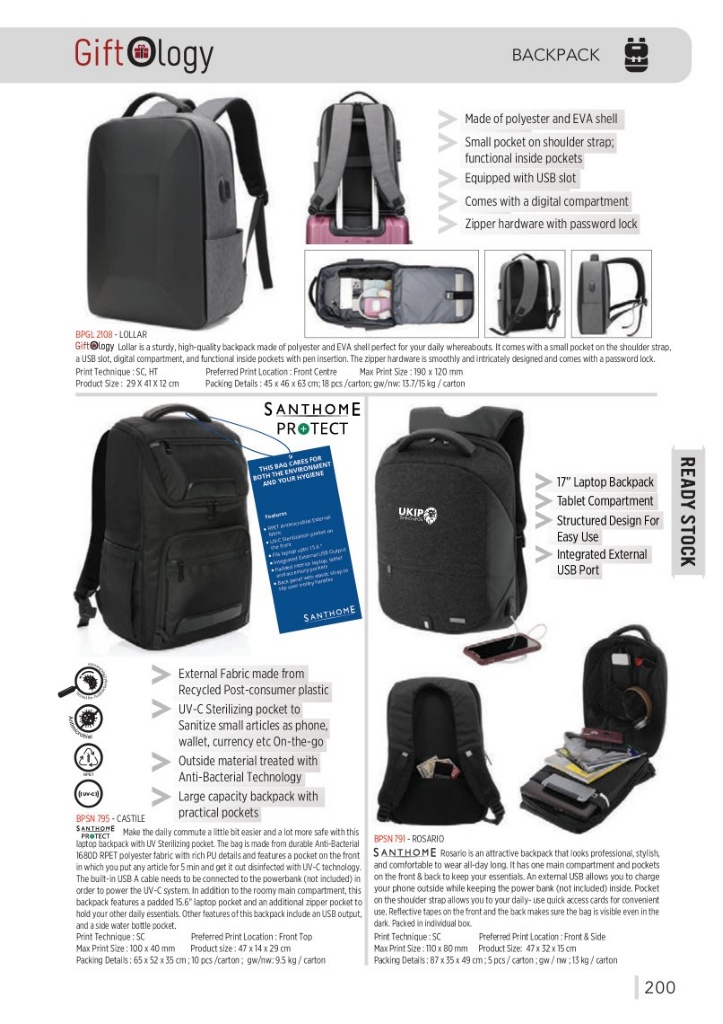 GiftOlogy
BACKPACK
Made of polyester and EVA shell
Small pocket on shoulder strap;
functional inside pockets
Equipped with USB slot
Comes with a digital compartment
Zipper hardware with password lock
BPGL 2108 - LOLLAR
GiftOlogy Lollar is a sturdy, high-quality backpack made of polyester and EVA shell perfect for your daily whereabouts. It comes with a small pocket on the shoulder strap,
a USB slot, digital compartment, and functional inside pockets with pen insertion. The zipper hardware is smoothly and intricately designed and comes with a password lock.
Print Technique : SC, HT Preferred Print Location : Front Centre Max Print Size : 190 x 120 mm
Product Size : 29 X 41 X 12 cm Packing Details : 45 x 46 x 63 cm; 18 pcs /carton; gw/nw: 13.7/15 kg / carton
SANTHOME
PROTECT
THIS BAG CARES FOR
BOTH THE ENVIRONMENT
AND YOUR HYGIENE
Features
RPET Antimicrobial External
fabric
UV-C Sterilization pocket on
the front
Fits laptop upto 15.6"
Integrated External USB Output
Padded interior laptop, tablet
and accessory pockets
Back panel with elastic strap to
slip over trolley handles
SANTHOME
UKIP
17" Laptop Backpack
Tablet Compartment
Structured Design For
Easy Use
Integrated External
USB Port
READY STOCK
Antimicrobial
RPET
UV-C
External Fabric made from
Recycled Post-consumer plastic
UV-C Sterilizing pocket to
Sanitize small articles as phone,
wallet, currency etc On-the-go
Outside material treated with
Anti-Bacterial Technology
Large capacity backpack with
practical pockets
BPSN 795 - CASTILE
SANTHOME PROTECT Make the daily commute a little bit easier and a lot more safe with this
laptop backpack with UV Sterilizing pocket. The bag is made from durable Anti-Bacterial
1680D RPET polyester fabric with rich PU details and features a pocket on the front
in which you put any article for 5 min and get it out disinfected with UV-C technology.
The built-in USB A cable needs to be connected to the powerbank (not included) in
order to power the UV-C system. In addition to the roomy main compartment, this
backpack features a padded 15.6" laptop pocket and an additional zipper pocket to
hold your other daily essentials. Other features of this backpack include an USB output,
and a side water bottle pocket.
Print Technique : SC Preferred Print Location : Front Top
Max Print Size : 100 x 40 mm Product size : 47 x 14 x 29 cm
Packing Details : 65 x 52 x 35 cm ; 10 pcs /carton ; gw/nw: 9.5 kg / carton
BPSN 791 - ROSARIO
SANTHOME Rosario is an attractive backpack that looks professional, stylish,
and comfortable to wear all-day long. It has one main compartment and pockets
on the front & back to keep your essentials. An external USB allows you to charge
your phone outside while keeping the power bank (not included) inside. Pocket
on the shoulder strap allows you to your daily- use quick access cards for convenient
use. Reflective tapes on the front and the back makes sure the bag is visible even in the
dark. Packed in individual box.
Print Technique : SC Preferred Print Location : Front & Side
Max Print Size : 110 x 80 mm Product Size: 47 x 32 x 15 cm
Packing Details : 87 x 35 x 49 cm ; 5 pcs / carton ; gw / nw ; 13 kg / carton
200